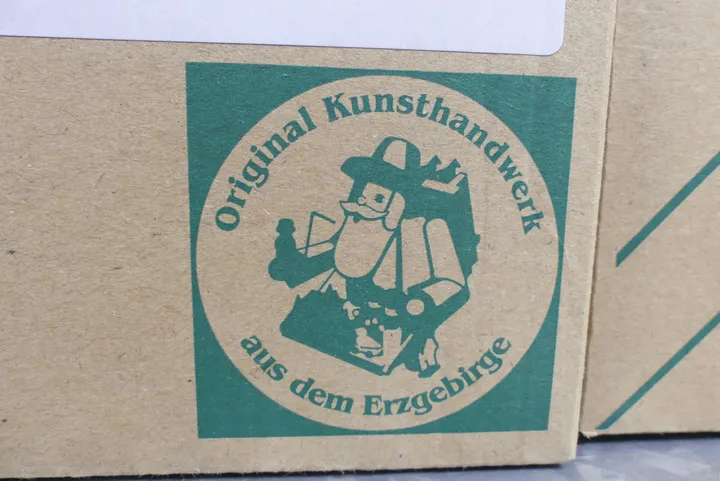 Original Kunsthandwerk
aus dem Erzgebirge